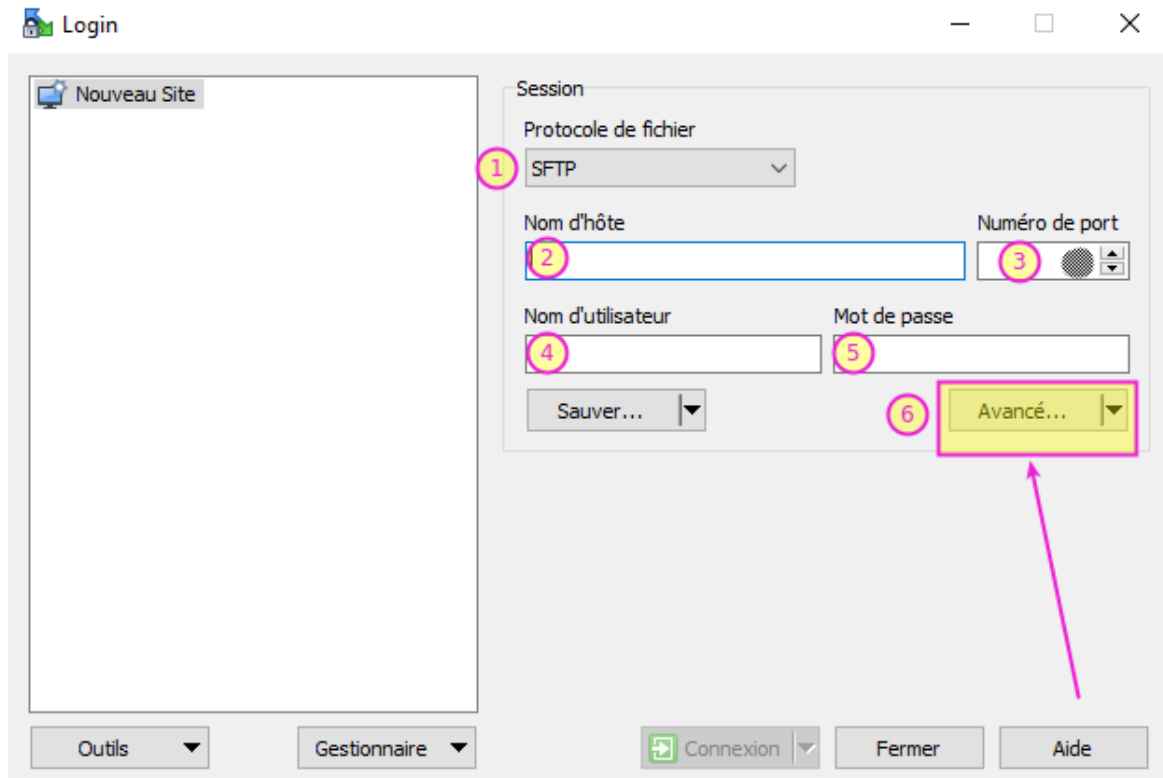 Login
Nouveau Site
Session
Protocole de fichier
1 SFTP
Nom d'hôte Numéro de port
2 3
Nom d'utilisateur Mot de passe
4 5
Sauver... 6 Avancé...
Outils Gestionnaire Connexion Fermer Aide